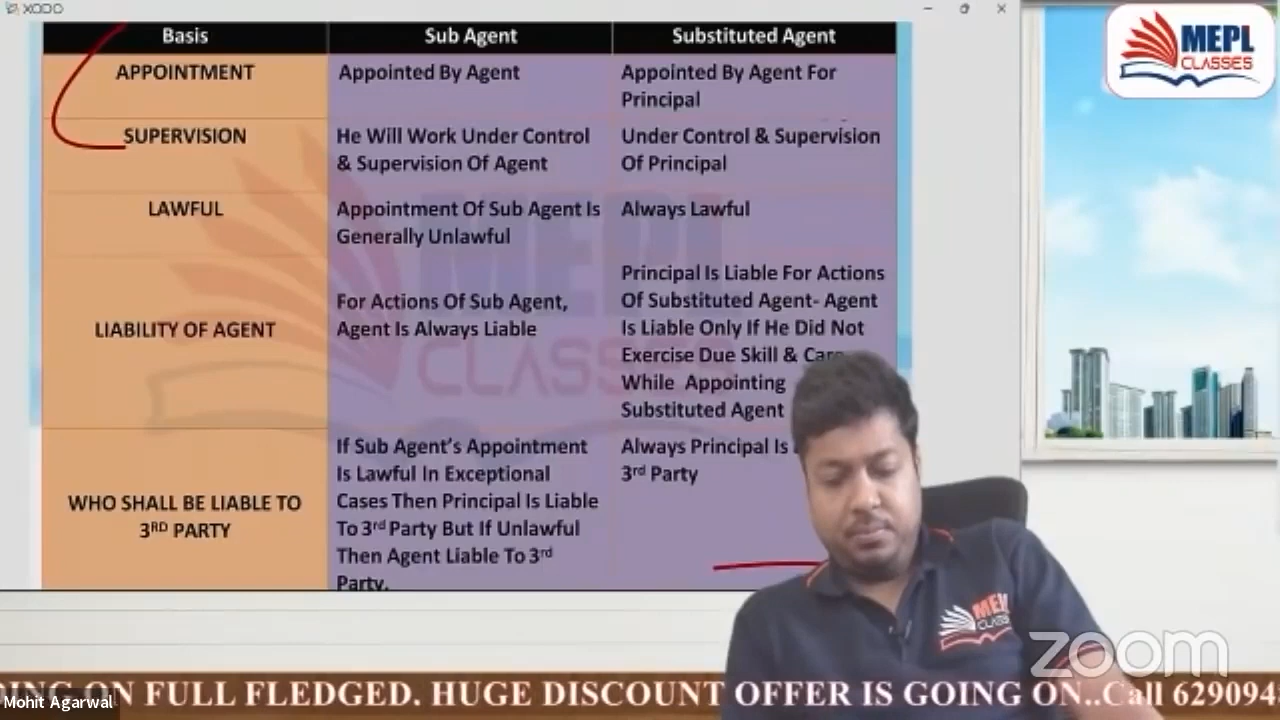 XODO
Basis
Sub Agent
Substituted Agent
APPOINTMENT
Appointed By Agent
Appointed By Agent For
Principal
SUPERVISION
He Will Work Under Control
& Supervision Of Agent
Under Control & Supervision
Of Principal
LAWFUL
Appointment Of Sub Agent Is
Generally Unlawful
Always Lawful
LIABILITY OF AGENT
For Actions Of Sub Agent,
Agent Is Always Liable
Principal Is Liable For Actions
Of Substituted Agent- Agent
Is Liable Only If He Did Not
Exercise Due Skill & Care
While Appointing
Substituted Agent
WHO SHALL BE LIABLE TO
3RD PARTY
If Sub Agent's Appointment
Is Lawful In Exceptional
Cases Then Principal Is Liable
To 3rd Party But If Unlawful
Then Agent Liable To 3rd
Party.
Always Principal Is
3rd Party
MEPL
CLASSES
MEPL
CLASSES
MEPL
CLASSES
zoom
ON FULL FLEDGED. HUGE DISCOUNT OFFER IS GOING ON..Call 629094
Mohit Agarwal